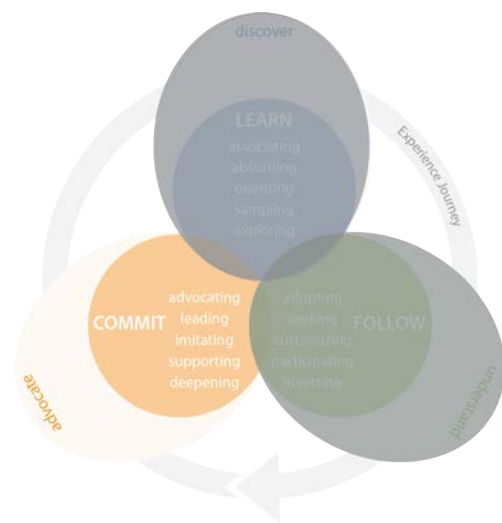 discover
LEARN
associating
absorbing
orienting
sampling
exploring
Experience Journey
COMMIT
advocating
leading
imitating
supporting
deepening
advocate
adopting
seeking
customizing
participating
investing
FOLLOW
understand